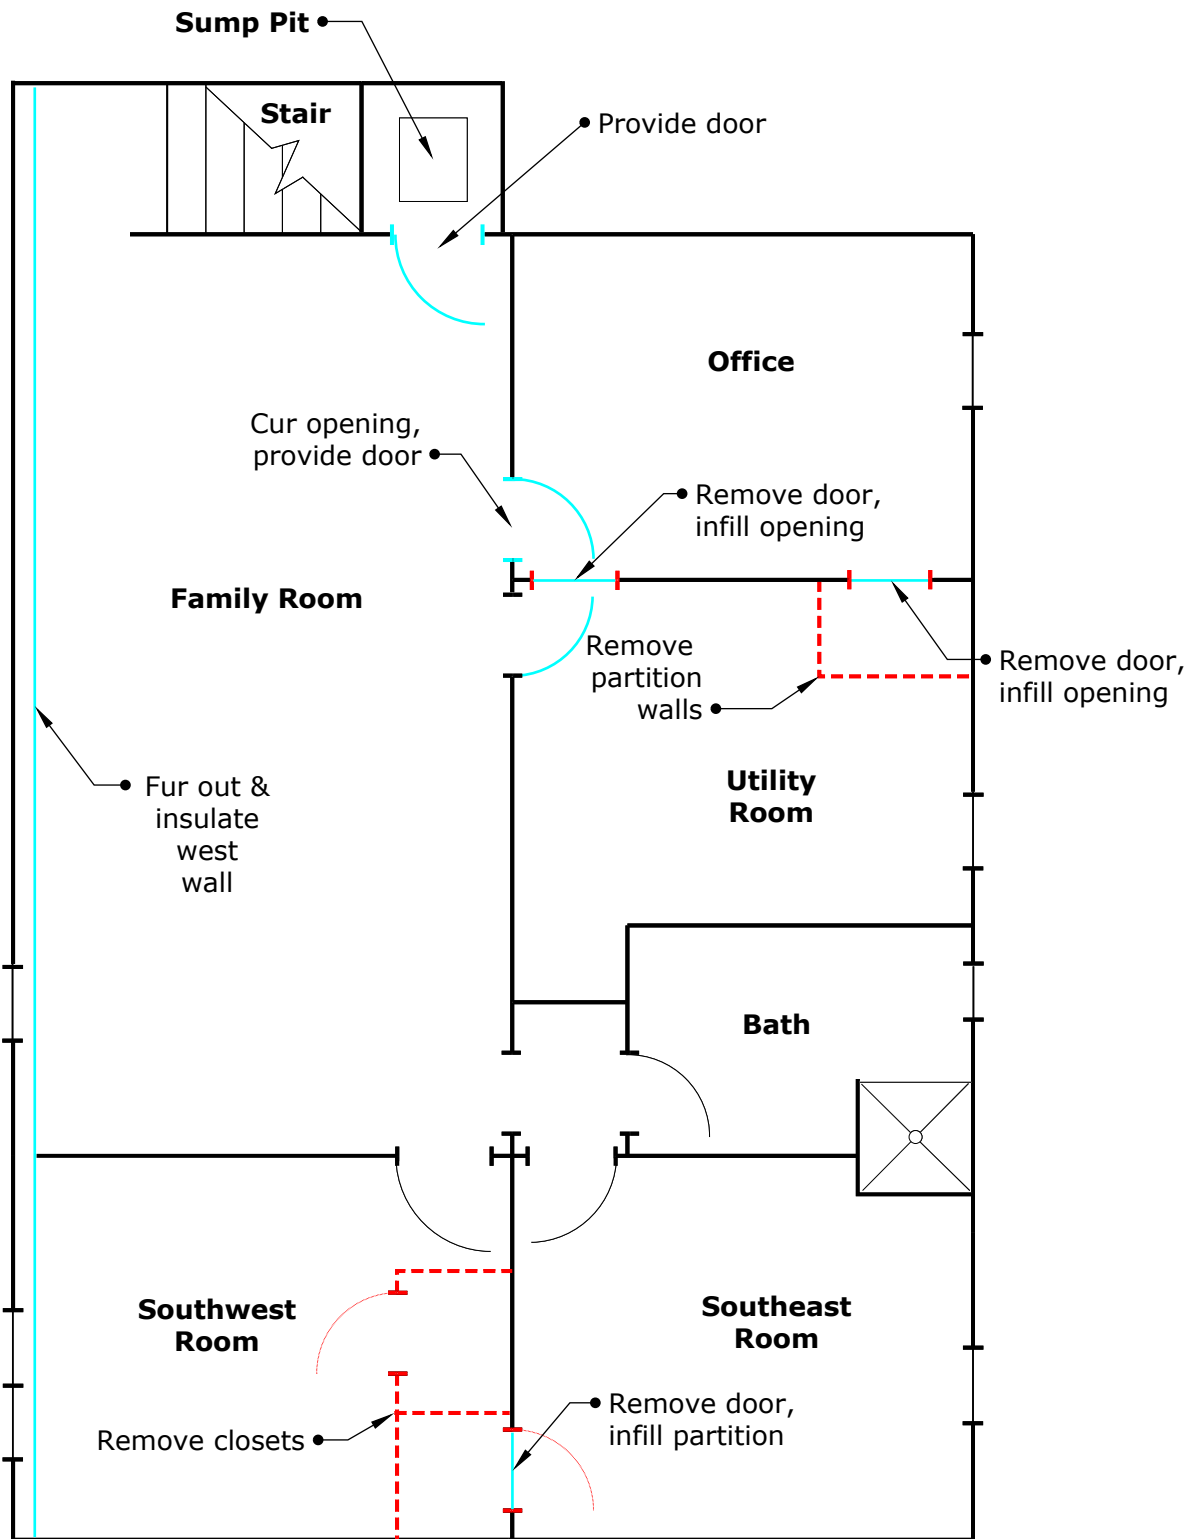 Sump Pit
Stair
Provide door
Office
Cur opening,
provide door
Remove door,
infill opening
Family Room
Remove
partition
walls
Remove door,
infill opening
Utility
Room
Fur out &
insulate
west
wall
Bath
Southwest
Room
Southeast
Room
Remove door,
infill partition
Remove closets